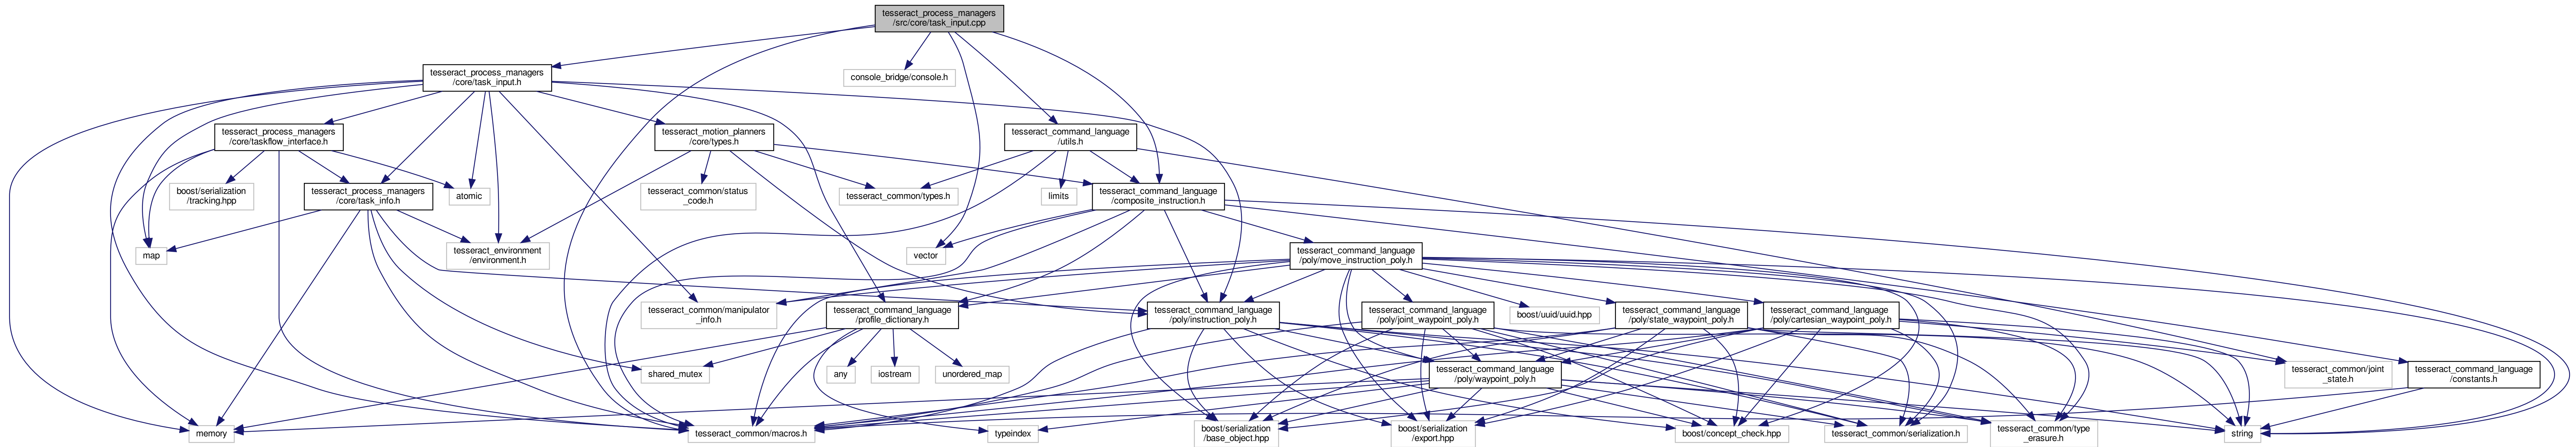 tesseract_process_managers
/src/core/task_input.cpp
tesseract_process_managers
/core/task_input.h
console_bridge/console.h
tesseract_process_managers
/core/taskflow_interface.h
tesseract_motion_planners
/core/types.h
tesseract_command_language
/utils.h
boost/serialization
/tracking.hpp
tesseract_process_managers
/core/task_info.h
atomic
tesseract_common/status
_code.h
tesseract_common/types.h
limits
tesseract_command_language
/composite_instruction.h
map
tesseract_environment
/environment.h
vector
tesseract_command_language
/poly/move_instruction_poly.h
tesseract_common/manipulator
_info.h
tesseract_command_language
/profile_dictionary.h
tesseract_command_language
/poly/instruction_poly.h
tesseract_command_language
/poly/joint_waypoint_poly.h
boost/uuid/uuid.hpp
tesseract_command_language
/poly/state_waypoint_poly.h
tesseract_command_language
/poly/cartesian_waypoint_poly.h
shared_mutex
any
iostream
unordered_map
tesseract_command_language
/poly/waypoint_poly.h
tesseract_common/joint
_state.h
tesseract_command_language
/constants.h
memory
tesseract_common/macros.h
typeindex
boost/serialization
/base_object.hpp
boost/serialization
/export.hpp
boost/concept_check.hpp
tesseract_common/serialization.h
tesseract_common/type
_erasure.h
string